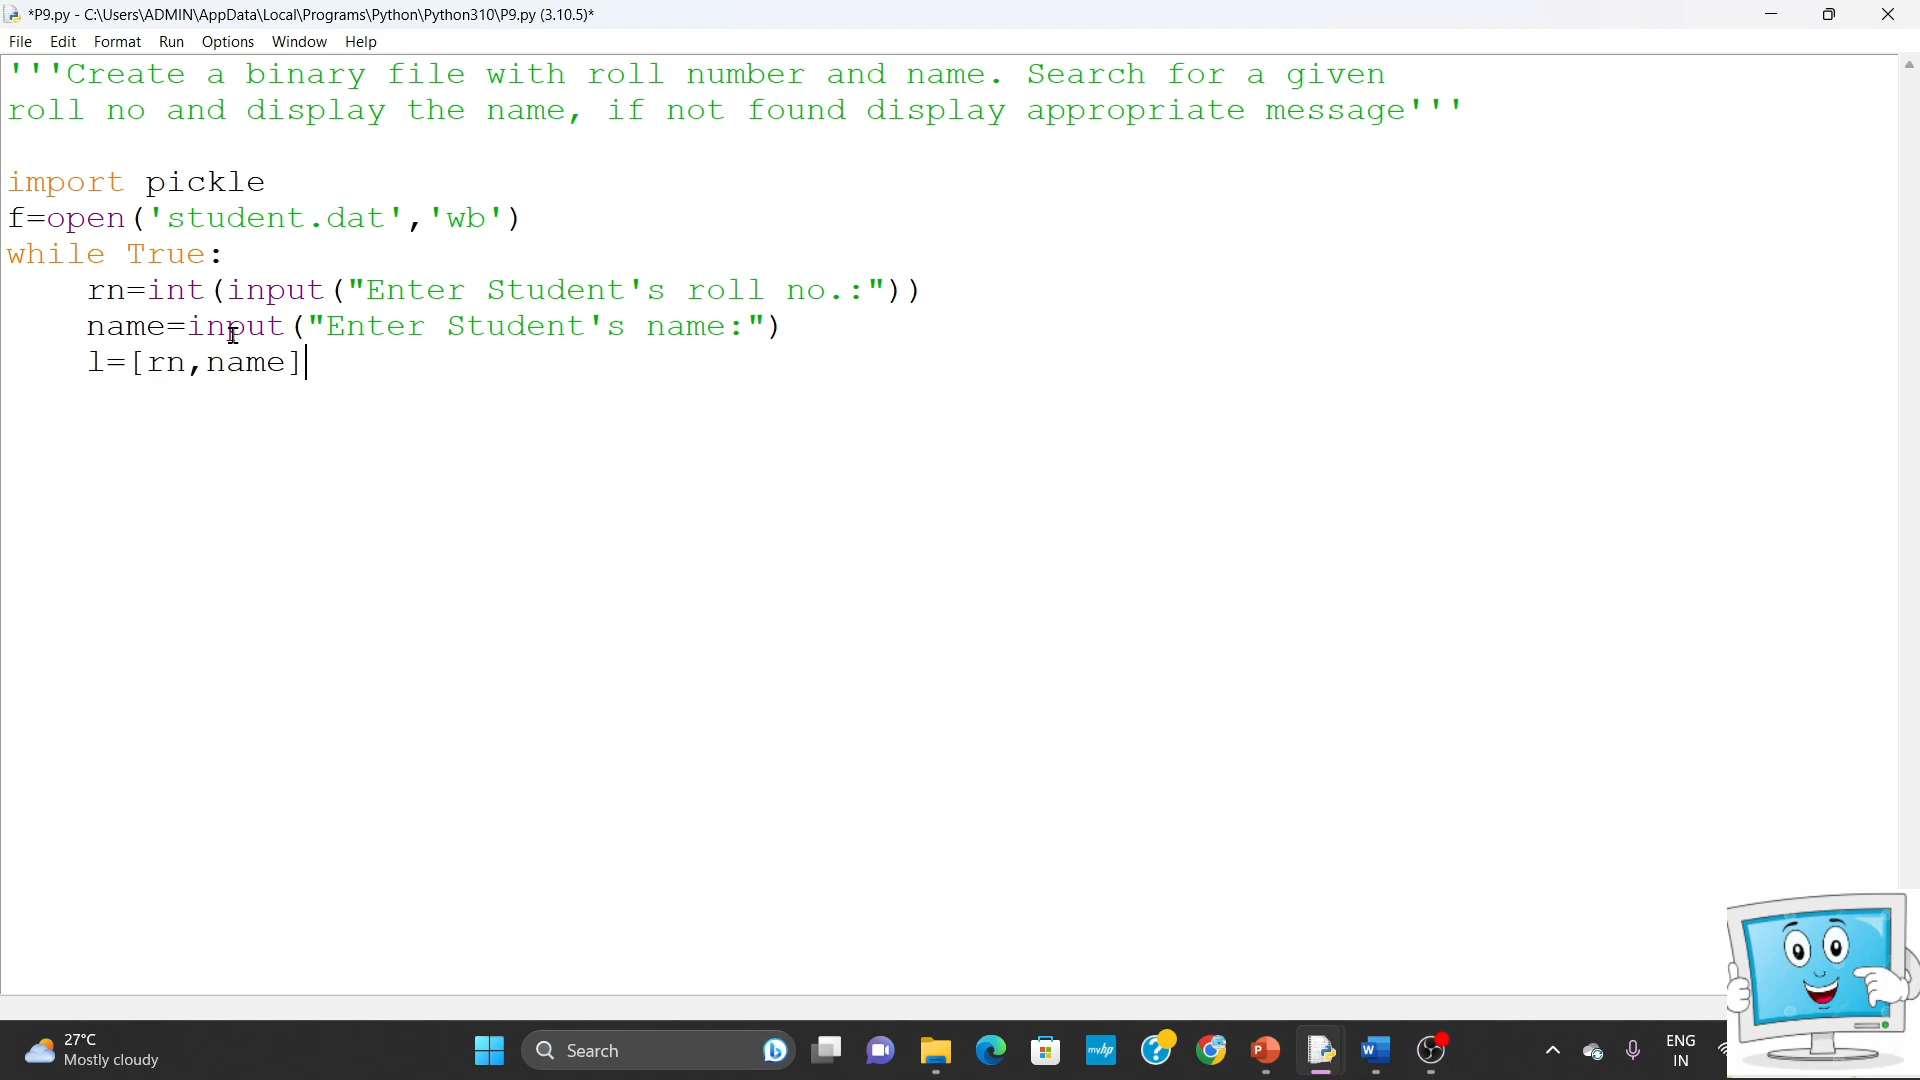 *P9.py - C:\Users\ADMIN\AppData\Local\Programs\Python\Python310\P9.py (3.10.5)*
File Edit Format Run Options Window Help
'''Create a binary file with roll number and name. Search for a given
roll no and display the name, if not found display appropriate message'''
import pickle
f=open('student.dat','wb')
while True:
    rn=int(input("Enter Student's roll no.:"))
    name=input("Enter Student's name:")
    l=[rn,name]
27°C
Mostly cloudy
Search
myhp
ENG
IN